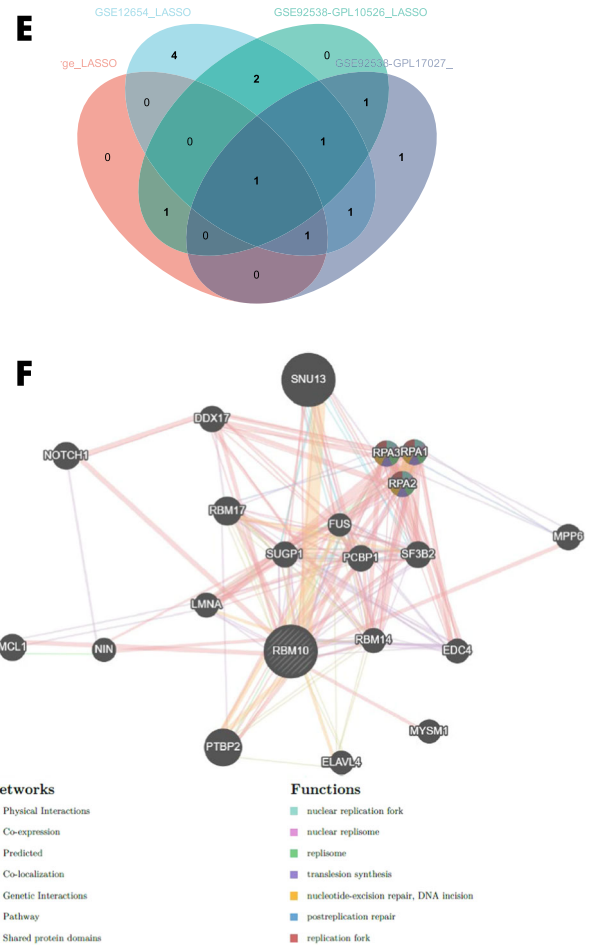 E
GSE12654_LASSO
GSE92538-GPL10526_LASSO
rge_LASSO
GSE92538-GPL17027_
4
0
2
0
1
0
1
0
1
1
1
1
0
1
0
F
SNU13
DDX17
NOTCH1
RPA3
RPA1
RPA2
RBM17
FUS
MPP6
SUGP1
PCBP1
SF3B2
LMNA
RBM14
MCL1
NIN
RBM10
EDC4
MYSM1
PTBP2
ELAVL4
etworks
Functions
Physical Interactions
nuclear replication fork
Co-expression
nuclear replisome
Predicted
replisome
Co-localization
translesion synthesis
Genetic Interactions
nucleotide-excision repair, DNA incision
Pathway
postreplication repair
Shared protein domains
replication fork